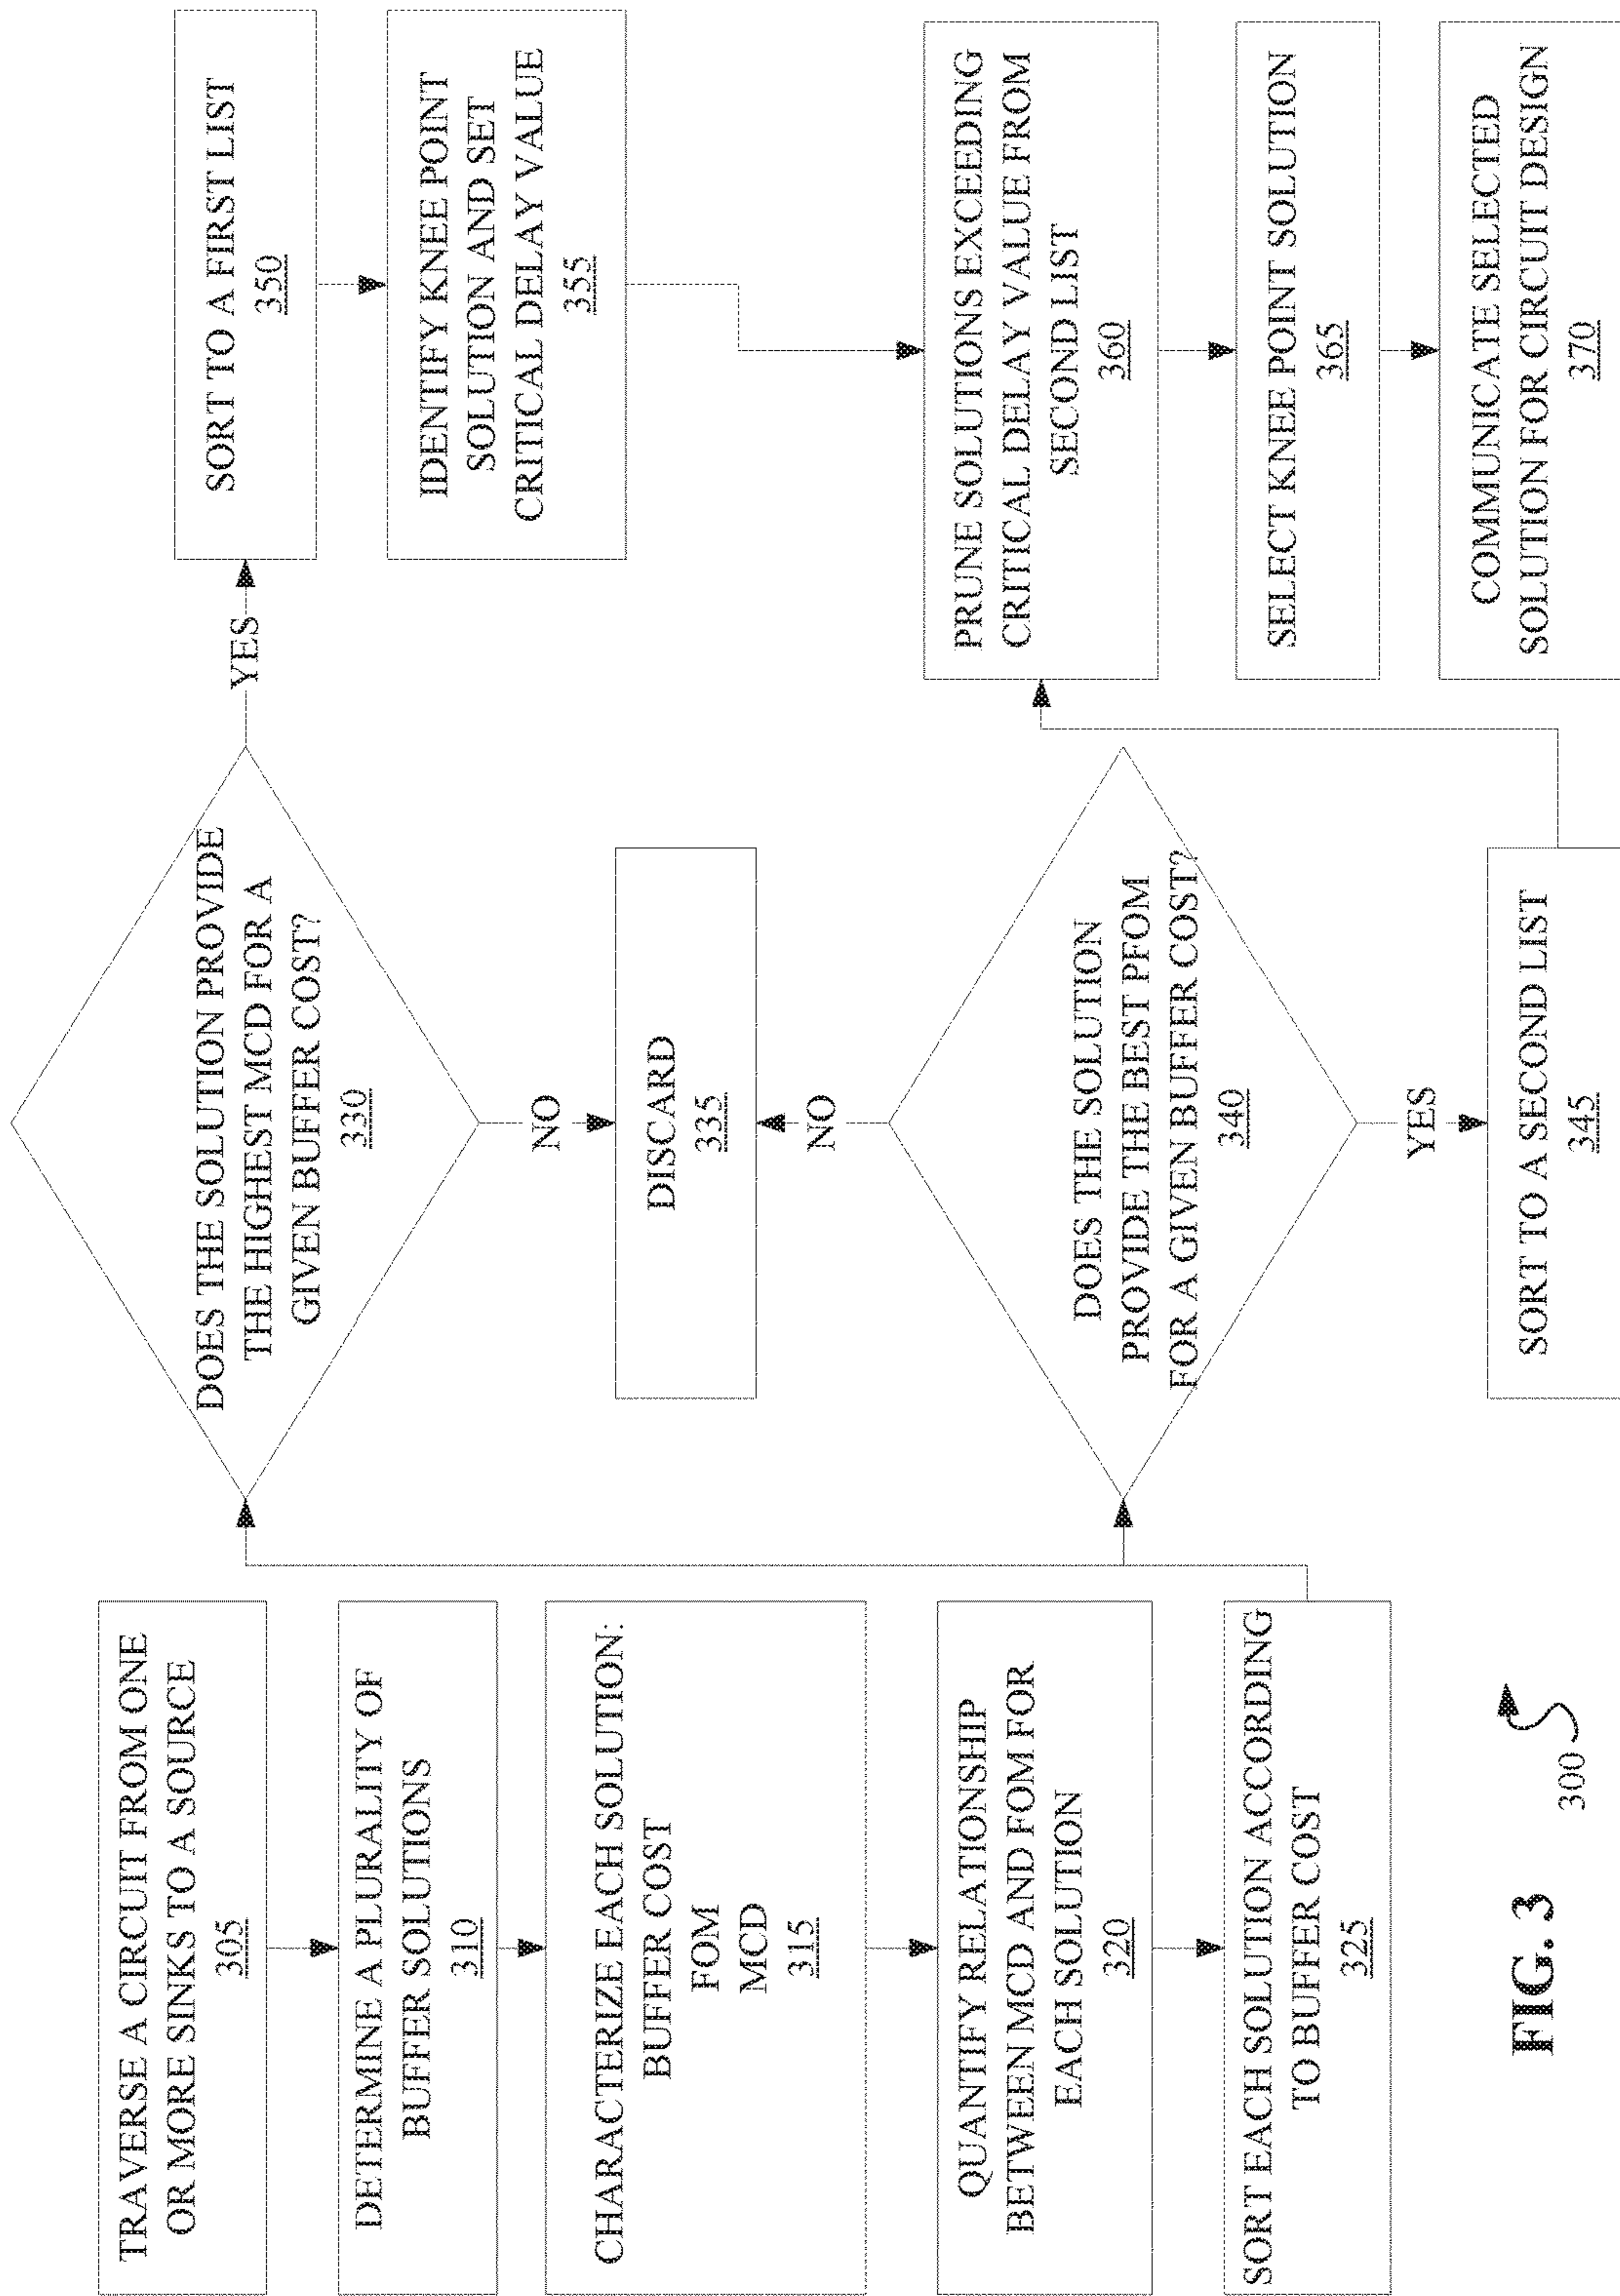 TRAVERSE A CIRCUIT FROM ONE
OR MORE SINKS TO A SOURCE
305
DETERMINE A PLURALITY OF
BUFFER SOLUTIONS
310
CHARACTERIZE EACH SOLUTION:
BUFFER COST
FOM
MCD
315
QUANTIFY RELATIONSHIP
BETWEEN MCD AND FOM FOR
EACH SOLUTION
320
SORT EACH SOLUTION ACCORDING
TO BUFFER COST
325
DOES THE SOLUTION PROVIDE
THE HIGHEST MCD FOR A
GIVEN BUFFER COST?
330
NO
DISCARD
335
NO
DOES THE SOLUTION
PROVIDE THE BEST PFOM
FOR A GIVEN BUFFER COST?
340
YES
SORT TO A SECOND LIST
345
YES
SORT TO A FIRST LIST
350
IDENTIFY KNEE POINT
SOLUTION AND SET
CRITICAL DELAY VALUE
355
PRUNE SOLUTIONS EXCEEDING
CRITICAL DELAY VALUE FROM
SECOND LIST
360
SELECT KNEE POINT SOLUTION
365
COMMUNICATE SELECTED
SOLUTION FOR CIRCUIT DESIGN
370
300
FIG. 3